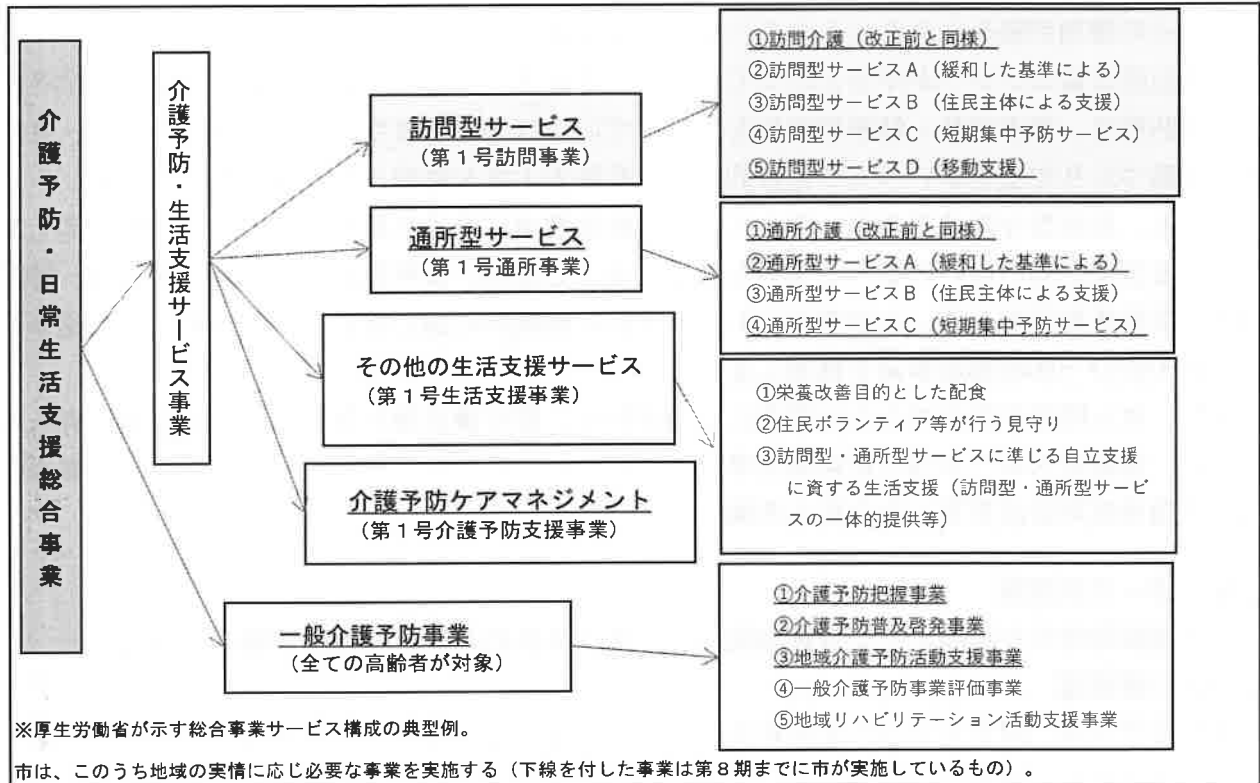 介護予防・日常生活支援総合事業
介護予防・生活支援サービス事業
訪問型サービス
（第１号訪問事業）
①訪問介護（改正前と同様）
②訪問型サービスＡ（緩和した基準による）
③訪問型サービスＢ（住民主体による支援）
④訪問型サービスＣ（短期集中予防サービス）
⑤訪問型サービスＤ（移動支援）
通所型サービス
（第１号通所事業）
①通所介護（改正前と同様）
②通所型サービスＡ（緩和した基準による）
③通所型サービスＢ（住民主体による支援）
④通所型サービスＣ（短期集中予防サービス）
その他の生活支援サービス
（第１号生活支援事業）
①栄養改善目的とした配食
②住民ボランティア等が行う見守り
③訪問型・通所型サービスに準じる自立支援
に資する生活支援（訪問型・通所型サービ
スの一体的提供等）
介護予防ケアマネジメント
（第１号介護予防支援事業）
一般介護予防事業
（全ての高齢者が対象）
①介護予防把握事業
②介護予防普及啓発事業
③地域介護予防活動支援事業
④一般介護予防事業評価事業
⑤地域リハビリテーション活動支援事業
※厚生労働省が示す総合事業サービス構成の典型例。
市は、このうち地域の実情に応じ必要な事業を実施する（下線を付した事業は第８期までに市が実施しているもの）。